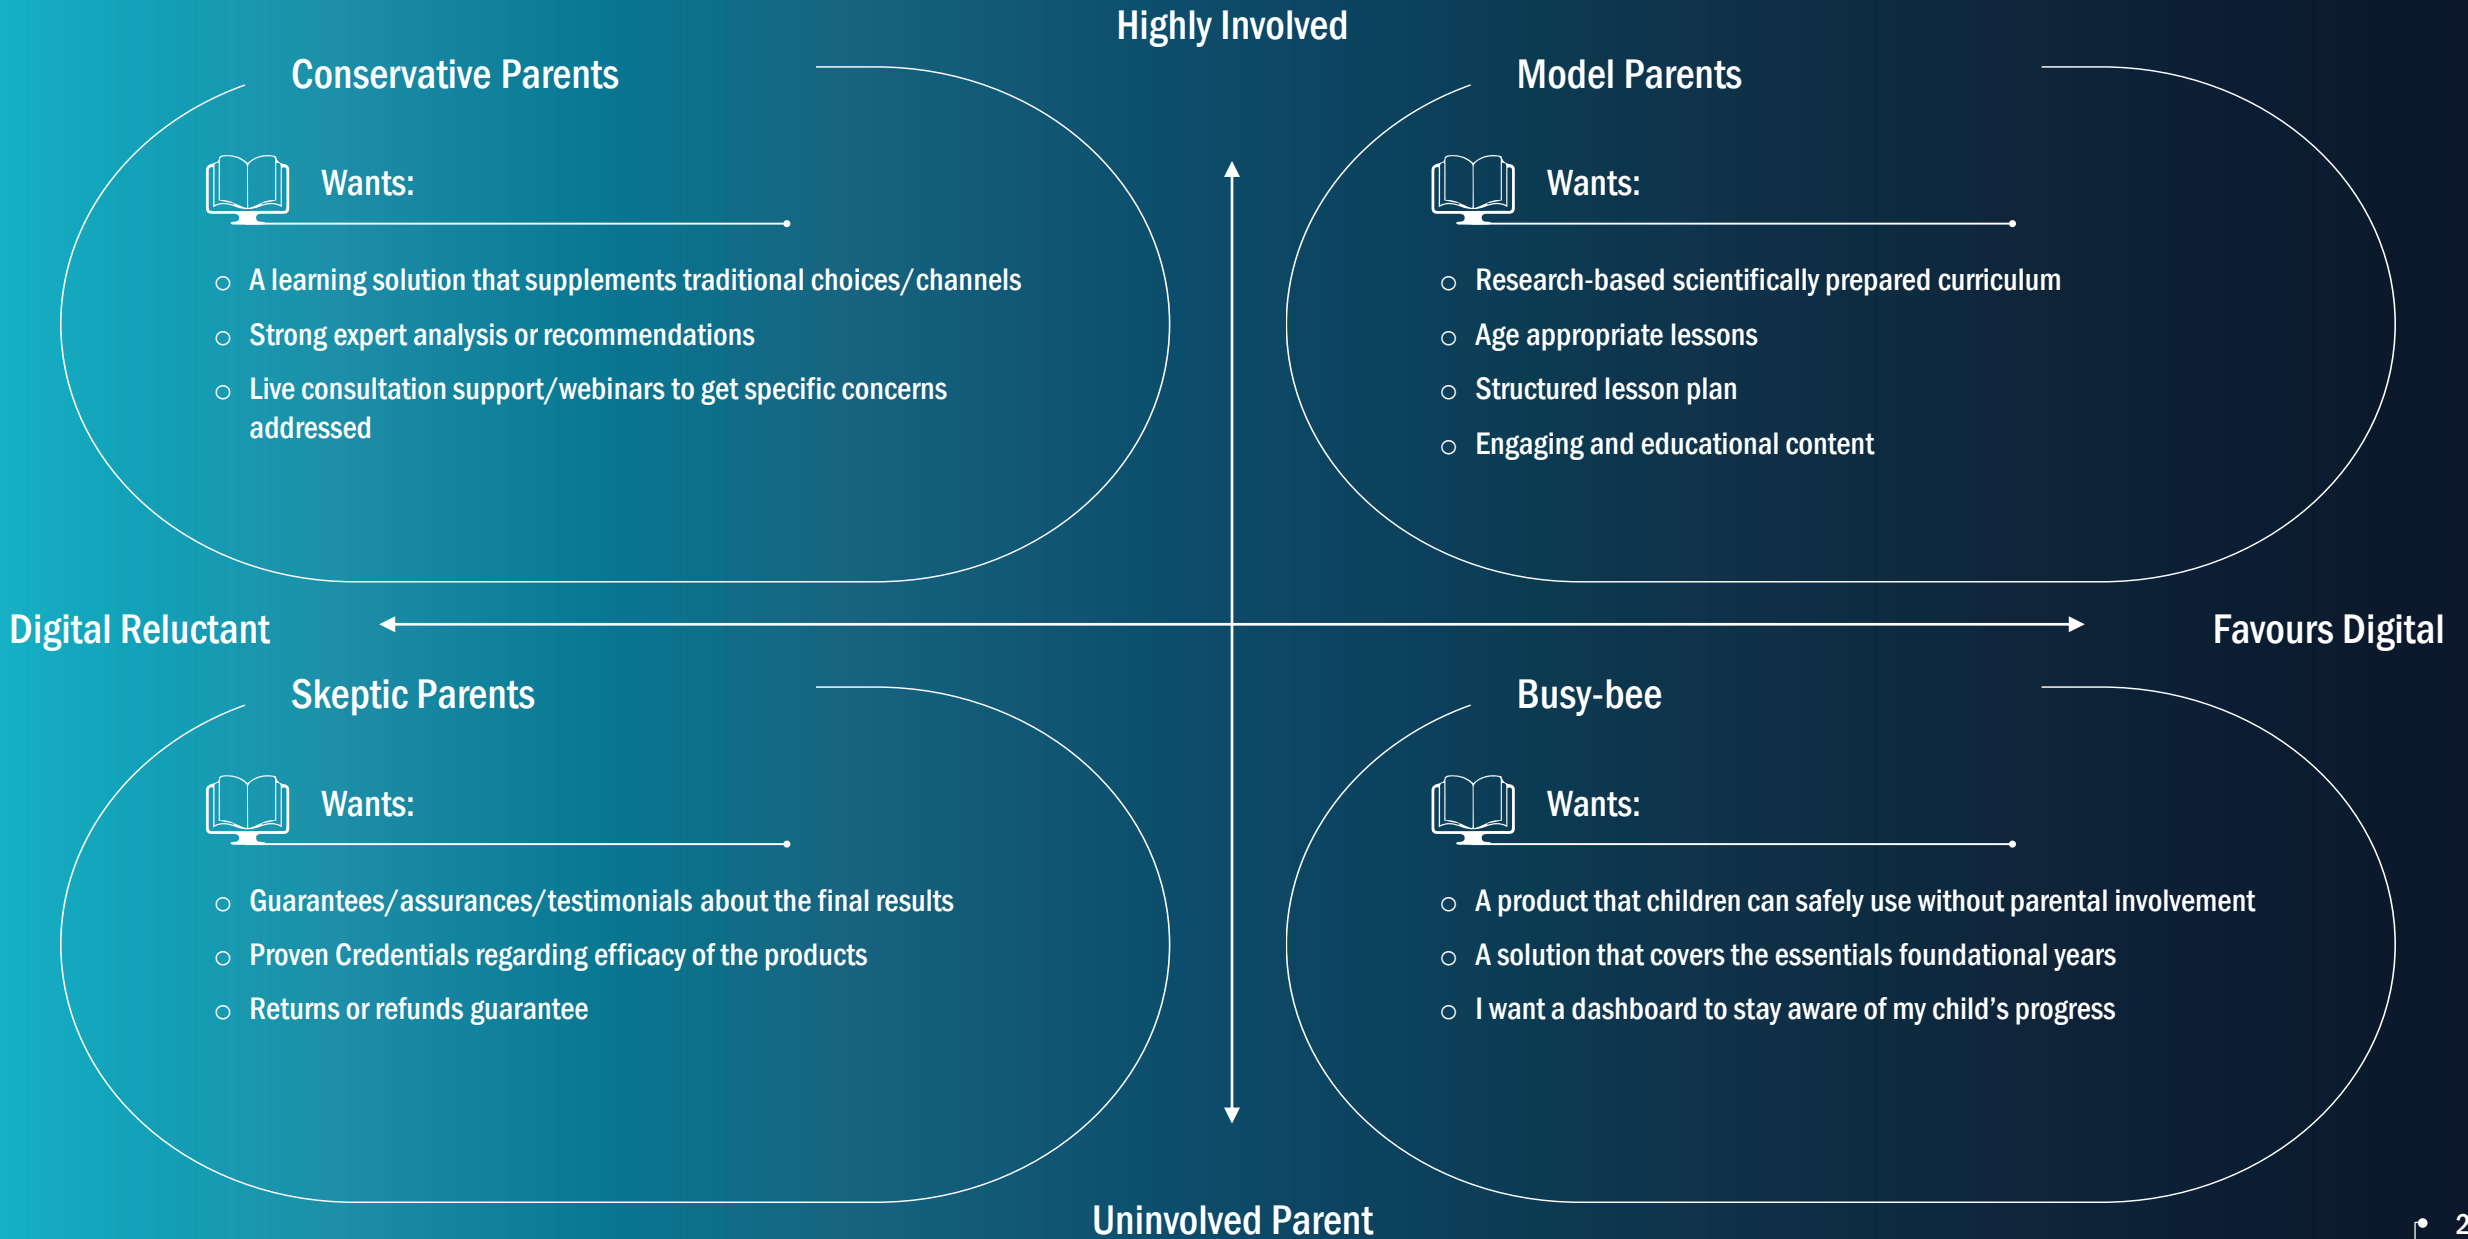 Highly Involved
Conservative Parents
Wants:
○ A learning solution that supplements traditional choices/channels
○ Strong expert analysis or recommendations
○ Live consultation support/webinars to get specific concerns
addressed
Model Parents
Wants:
○ Research-based scientifically prepared curriculum
○ Age appropriate lessons
○ Structured lesson plan
○ Engaging and educational content
Digital Reluctant
Favours Digital
Skeptic Parents
Wants:
○ Guarantees/assurances/testimonials about the final results
○ Proven Credentials regarding efficacy of the products
○ Returns or refunds guarantee
Busy-bee
Wants:
○ A product that children can safely use without parental involvement
○ A solution that covers the essentials foundational years
○ I want a dashboard to stay aware of my child’s progress
Uninvolved Parent
2